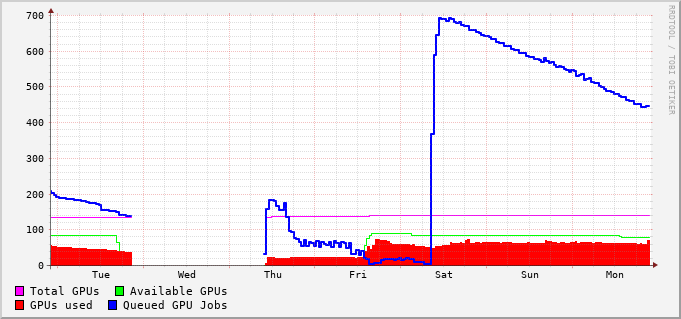 700
600
500
400
300
200
100
0
Tue Wed Thu Fri Sat Sun Mon
Total GPUs Available GPUs
GPUs used Queued GPU Jobs
RRDTOOL / TOBI OETIKER